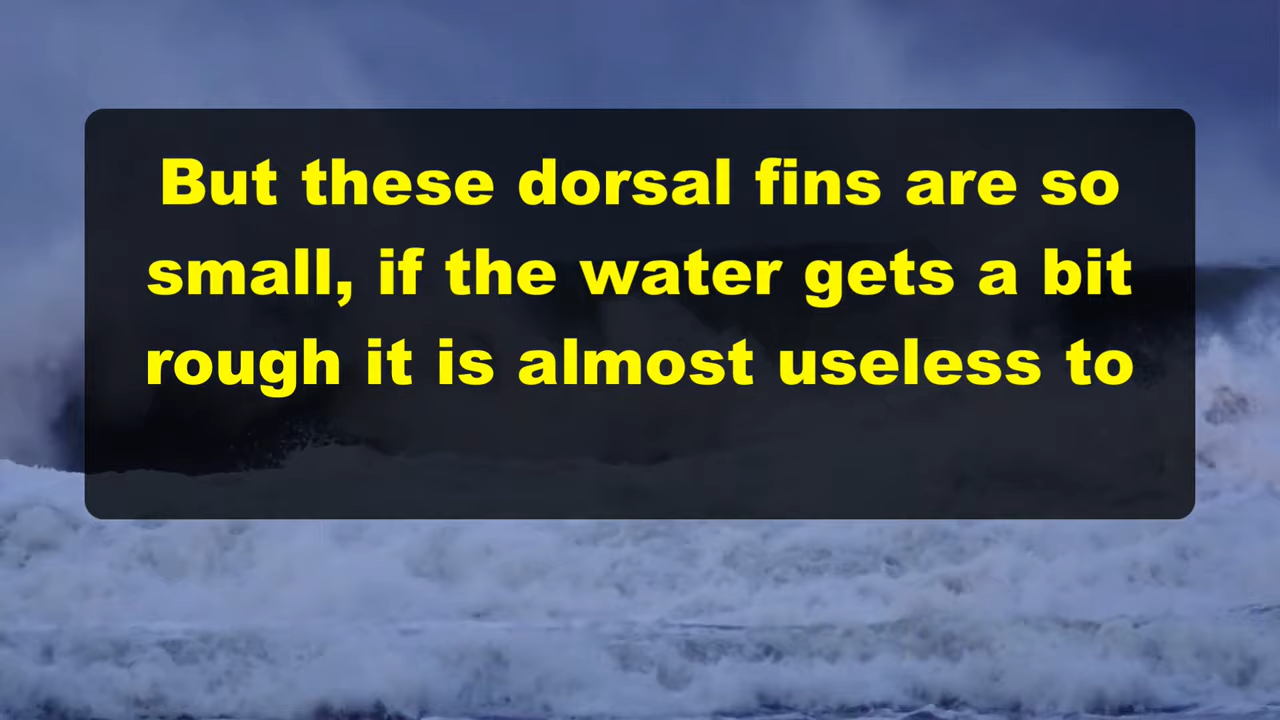 But these dorsal fins are so
small, if the water gets a bit
rough it is almost useless to